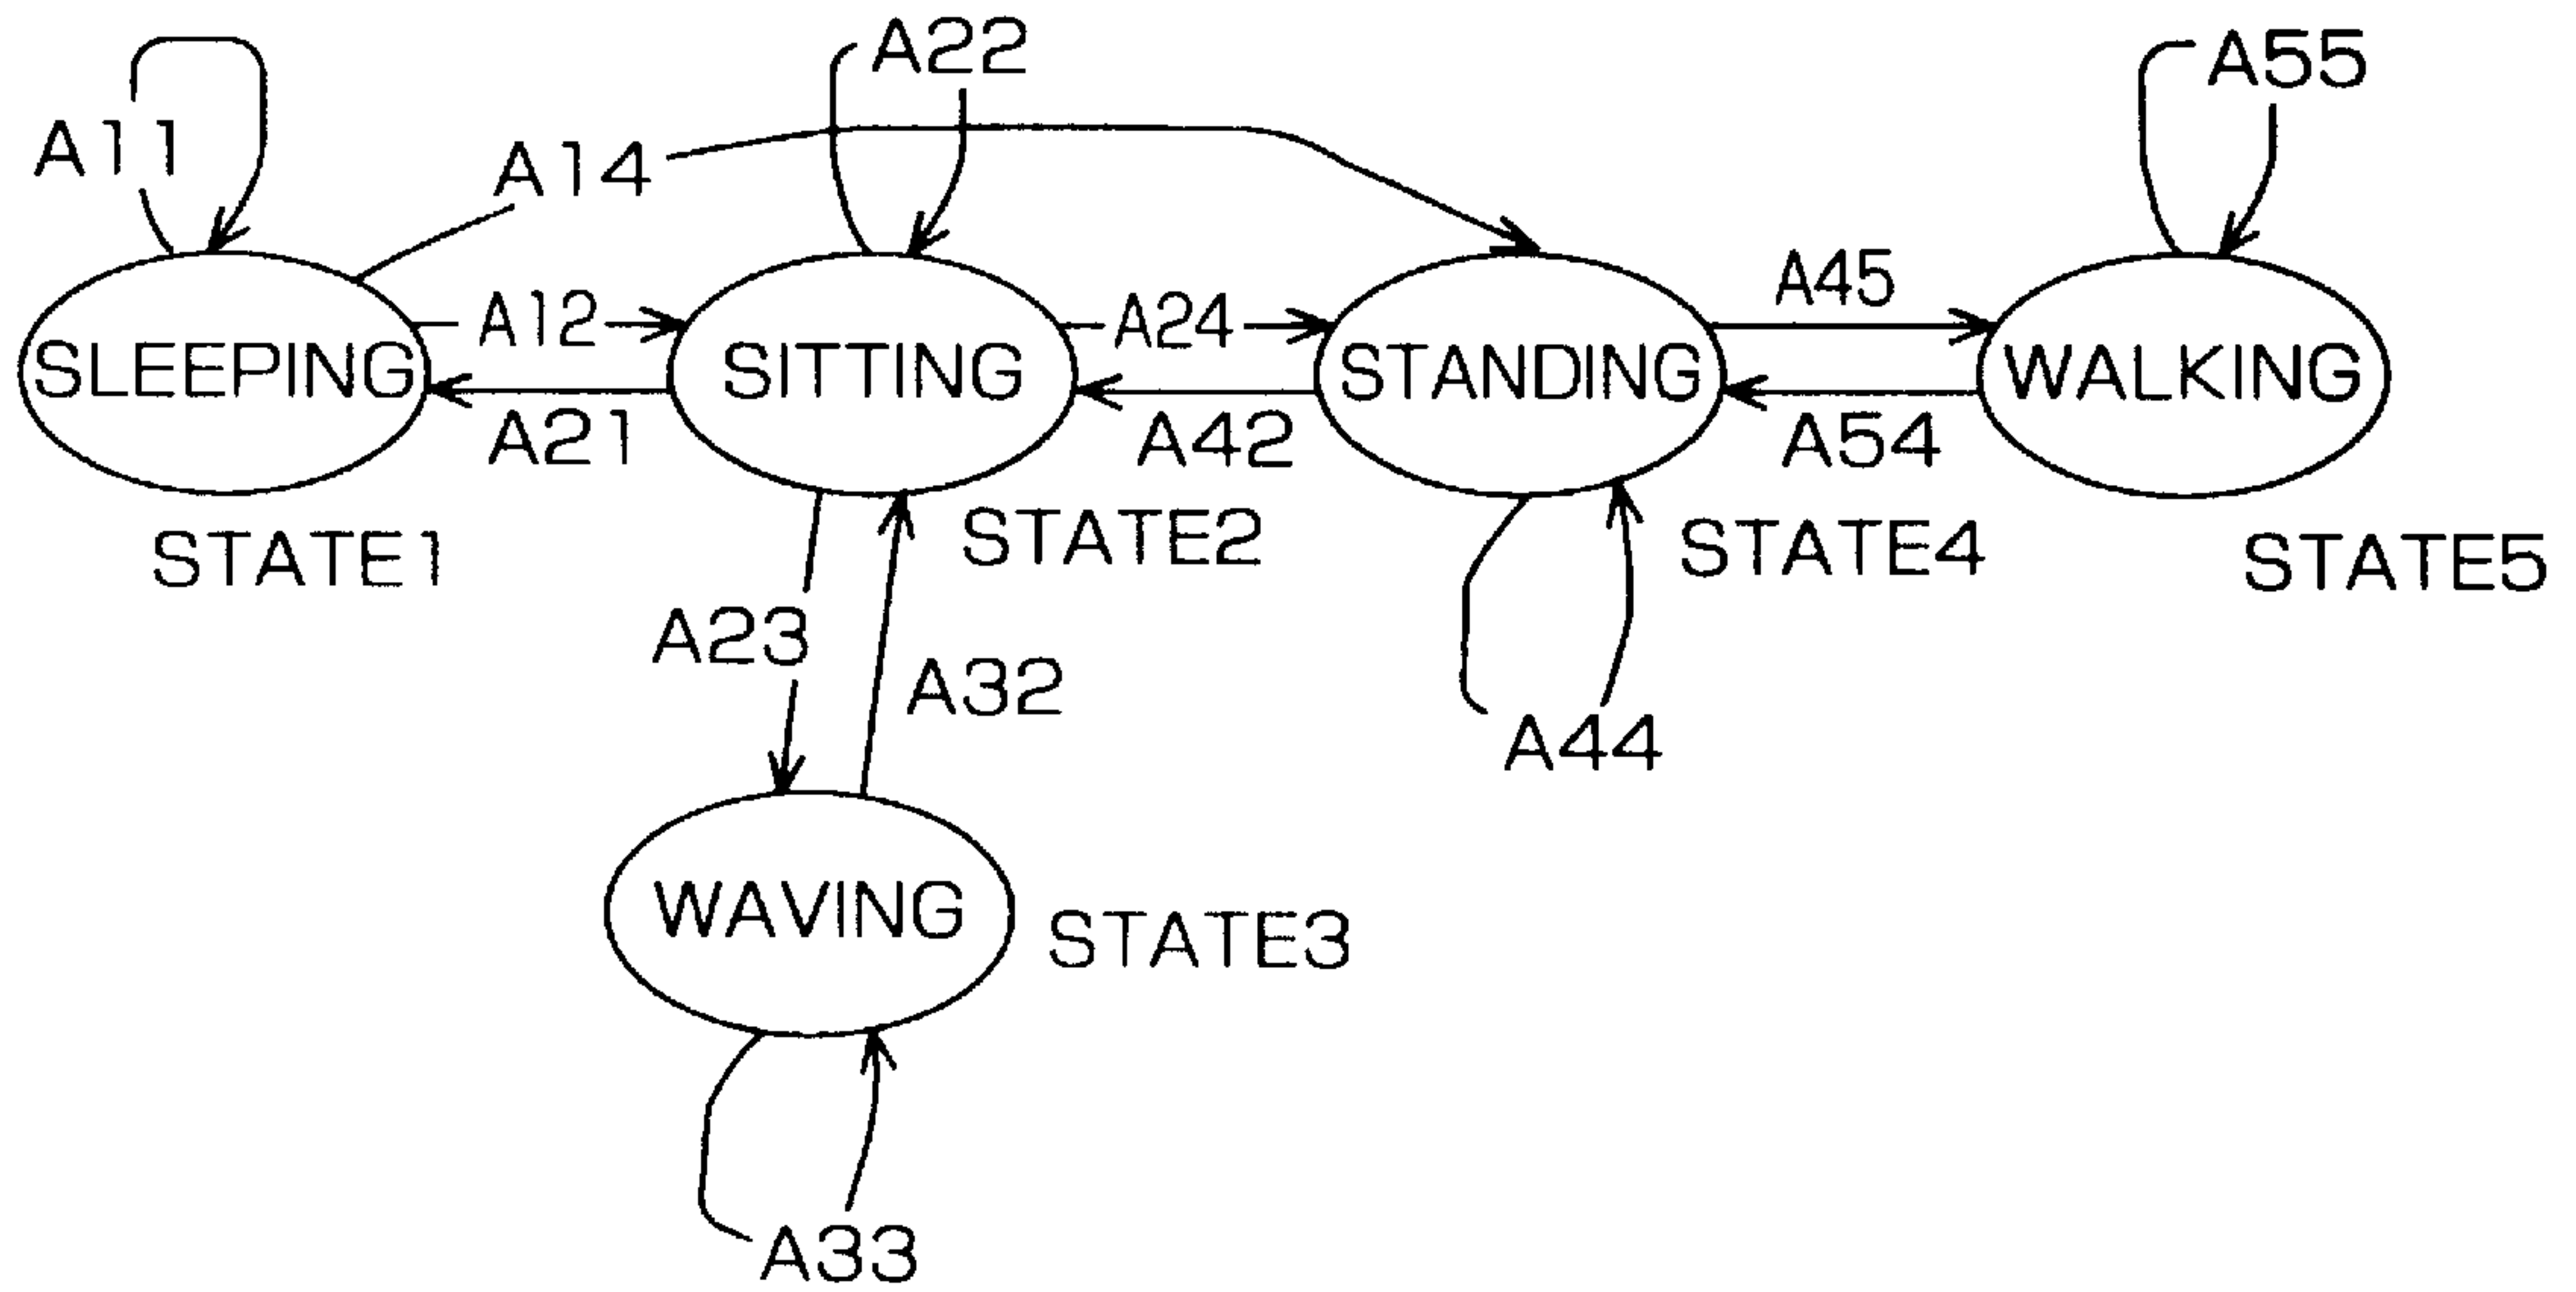 A22
A55
A11
A14
A45
A12
A24
SLEEPING
SITTING
STANDING
WALKING
A21
A42
A54
STATE1
STATE2
STATE4
STATE5
A23
A32
A44
WAVING
STATE3
A33